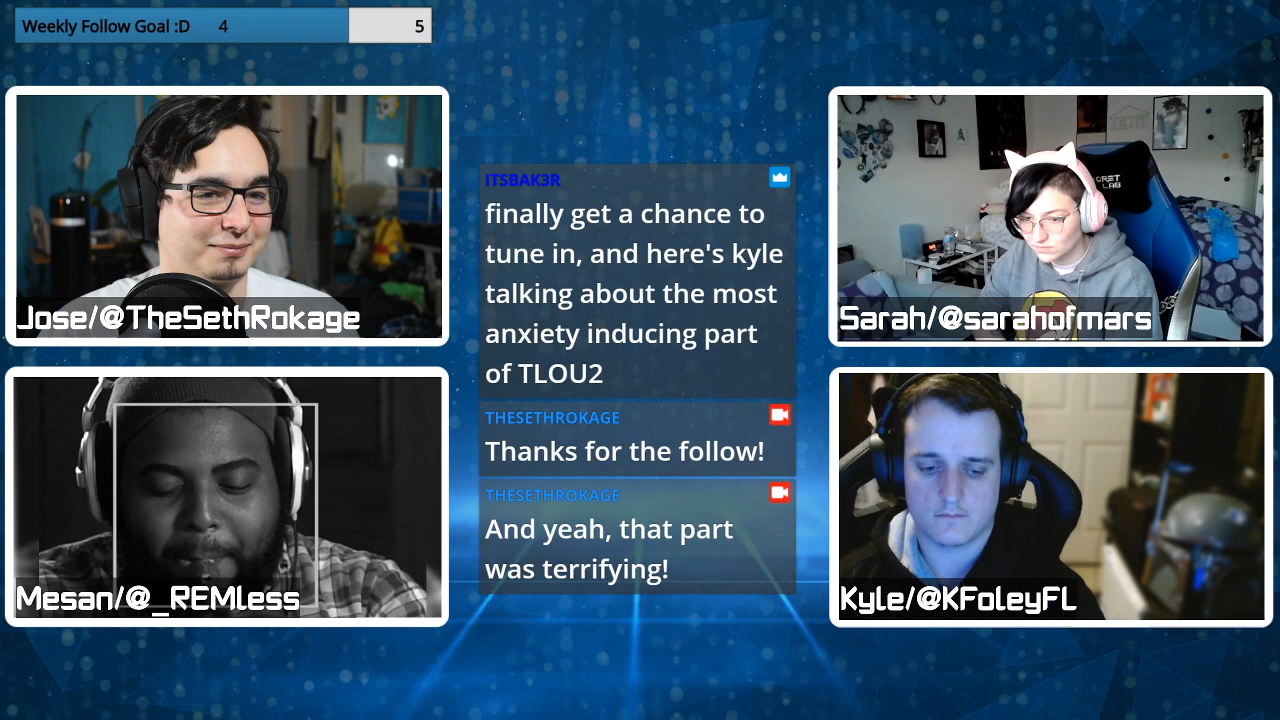 Weekly Follow Goal :D 4 5
Jose/@TheSethRokage
ITSBAK3R
finally get a chance to
tune in, and here's kyle
talking about the most
anxiety inducing part
of TLOU2
THESETHROKAGE
Thanks for the follow!
THESETHROKAGE
And yeah, that part
was terrifying!
Sarah/@sarahofmars
Mesan/@_REMless
Kyle/@KFoleyFL